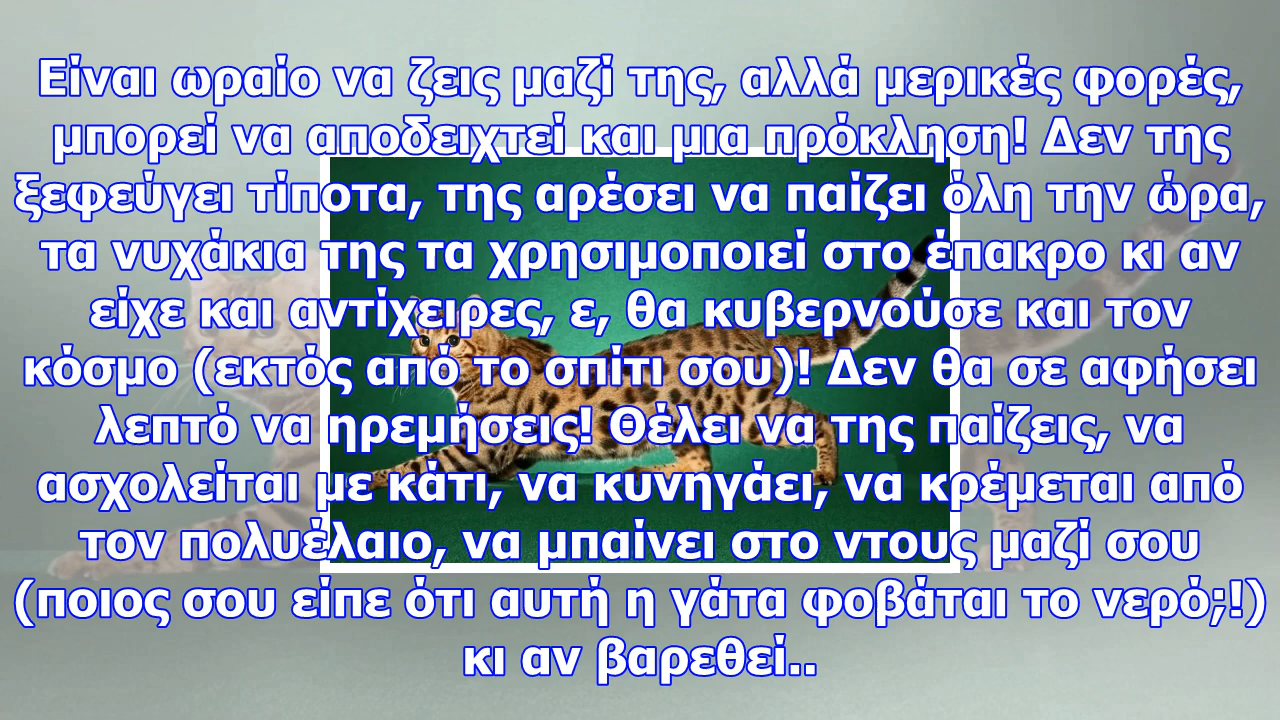 Είναι ωραίο να ζεις μαζί της, αλλά μερικές φορές,
μπορεί να αποδειχτεί και μια πρόκληση! Δεν της
ξεφεύγει τίποτα, της αρέσει να παίζει όλη την ώρα,
τα νυχάκια της τα χρησιμοποιεί στο έπακρο κι αν
είχε και αντίχειρες, ε, θα κυβερνούσε και τον
κόσμο (εκτός από το σπίτι σου)! Δεν θα σε αφήσει
λεπτό να ηρεμήσεις! Θέλει να της παίζεις, να
ασχολείται με κάτι, να κυνηγάει, να κρέμεται από
τον πολυέλαιο, να μπαίνει στο ντους μαζί σου
(ποιος σου είπε ότι αυτή η γάτα φοβάται το νερό;!)
κι αν βαρεθεί..